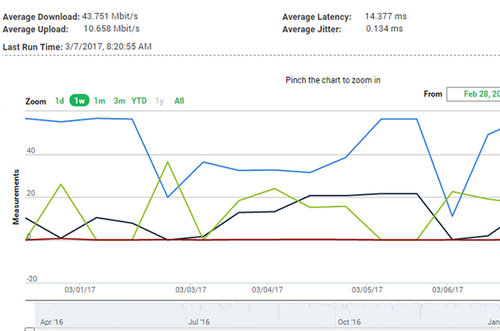 Average Download: 43.751 Mbit/s Average Latency: 14.377 ms
Average Upload: 10.658 Mbit/s Average Jitter: 0.134 ms
Last Run Time: 3/7/2017, 8:20:55 AM
Pinch the chart to zoom in
Zoom 1d 1w 1m 3m YTD 1y All From Feb 28, 20
Measurements
40
20
0
-20
03/01/17 03/03/17 03/04/17 03/05/17 03/06/17
Apr '16 Jul '16 Oct '16 Jan